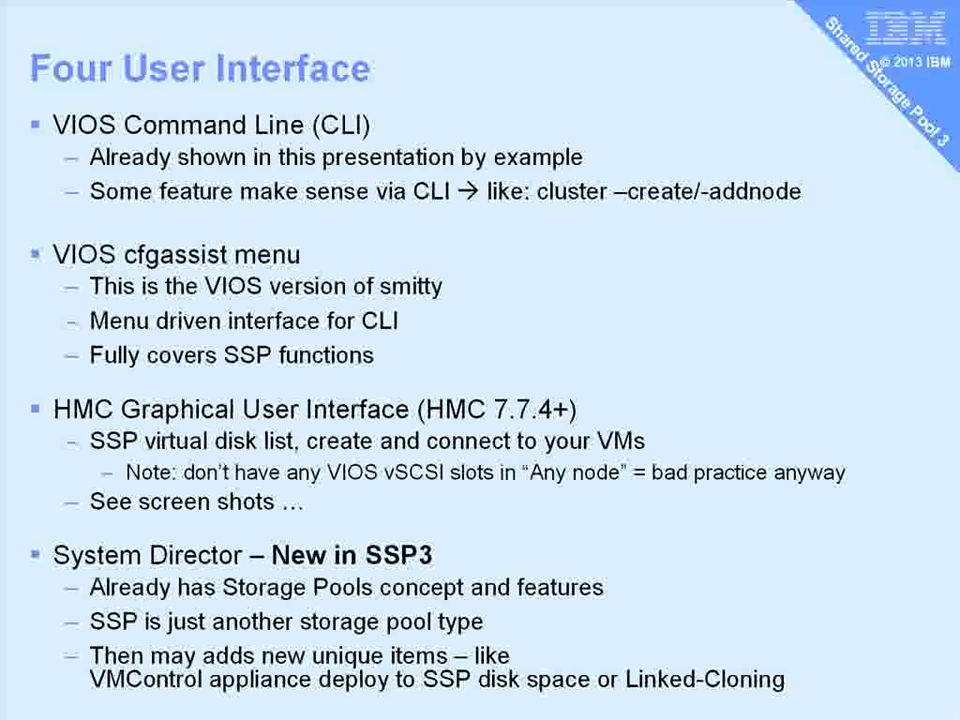 IBM
© 2013 IBM
Shared Storage Pool 3
Four User Interface
▪ VIOS Command Line (CLI)
– Already shown in this presentation by example
– Some feature make sense via CLI → like: cluster –create/-addnode
▪ VIOS cfgassist menu
– This is the VIOS version of smitty
– Menu driven interface for CLI
– Fully covers SSP functions
▪ HMC Graphical User Interface (HMC 7.7.4+)
– SSP virtual disk list, create and connect to your VMs
– Note: don't have any VIOS vSCSI slots in “Any node” = bad practice anyway
– See screen shots …
▪ System Director – New in SSP3
– Already has Storage Pools concept and features
– SSP is just another storage pool type
– Then may adds new unique items – like
VMControl appliance deploy to SSP disk space or Linked-Cloning